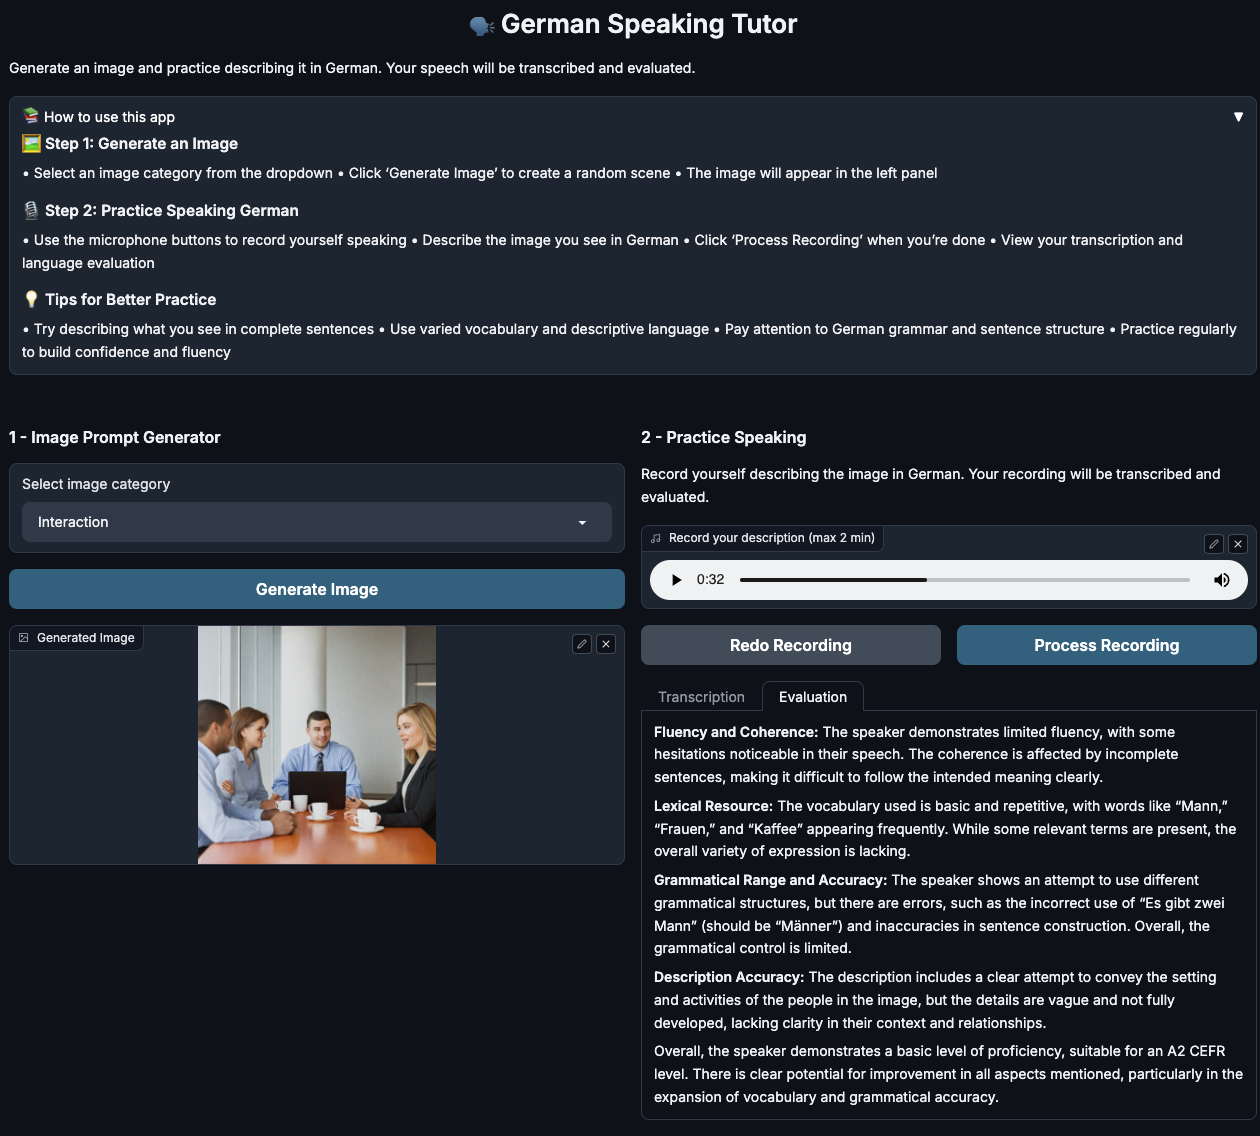 🗣️ German Speaking Tutor
Generate an image and practice describing it in German. Your speech will be transcribed and evaluated.
📚 How to use this app
▼
🖼️ Step 1: Generate an Image
• Select an image category from the dropdown • Click ‘Generate Image’ to create a random scene • The image will appear in the left panel
🎙️ Step 2: Practice Speaking German
• Use the microphone buttons to record yourself speaking • Describe the image you see in German • Click ‘Process Recording’ when you’re done • View your transcription and
language evaluation
💡 Tips for Better Practice
• Try describing what you see in complete sentences • Use varied vocabulary and descriptive language • Pay attention to German grammar and sentence structure • Practice regularly
to build confidence and fluency
1 - Image Prompt Generator
Select image category
Interaction
Generate Image
Generated Image
2 - Practice Speaking
Record yourself describing the image in German. Your recording will be transcribed and
evaluated.
Record your description (max 2 min)
0:32
Redo Recording
Process Recording
Transcription
Evaluation
Fluency and Coherence: The speaker demonstrates limited fluency, with some
hesitations noticeable in their speech. The coherence is affected by incomplete
sentences, making it difficult to follow the intended meaning clearly.
Lexical Resource: The vocabulary used is basic and repetitive, with words like “Mann,”
“Frauen,” and “Kaffee” appearing frequently. While some relevant terms are present, the
overall variety of expression is lacking.
Grammatical Range and Accuracy: The speaker shows an attempt to use different
grammatical structures, but there are errors, such as the incorrect use of “Es gibt zwei
Mann” (should be “Männer”) and inaccuracies in sentence construction. Overall, the
grammatical control is limited.
Description Accuracy: The description includes a clear attempt to convey the setting
and activities of the people in the image, but the details are vague and not fully
developed, lacking clarity in their context and relationships.
Overall, the speaker demonstrates a basic level of proficiency, suitable for an A2 CEFR
level. There is clear potential for improvement in all aspects mentioned, particularly in the
expansion of vocabulary and grammatical accuracy.